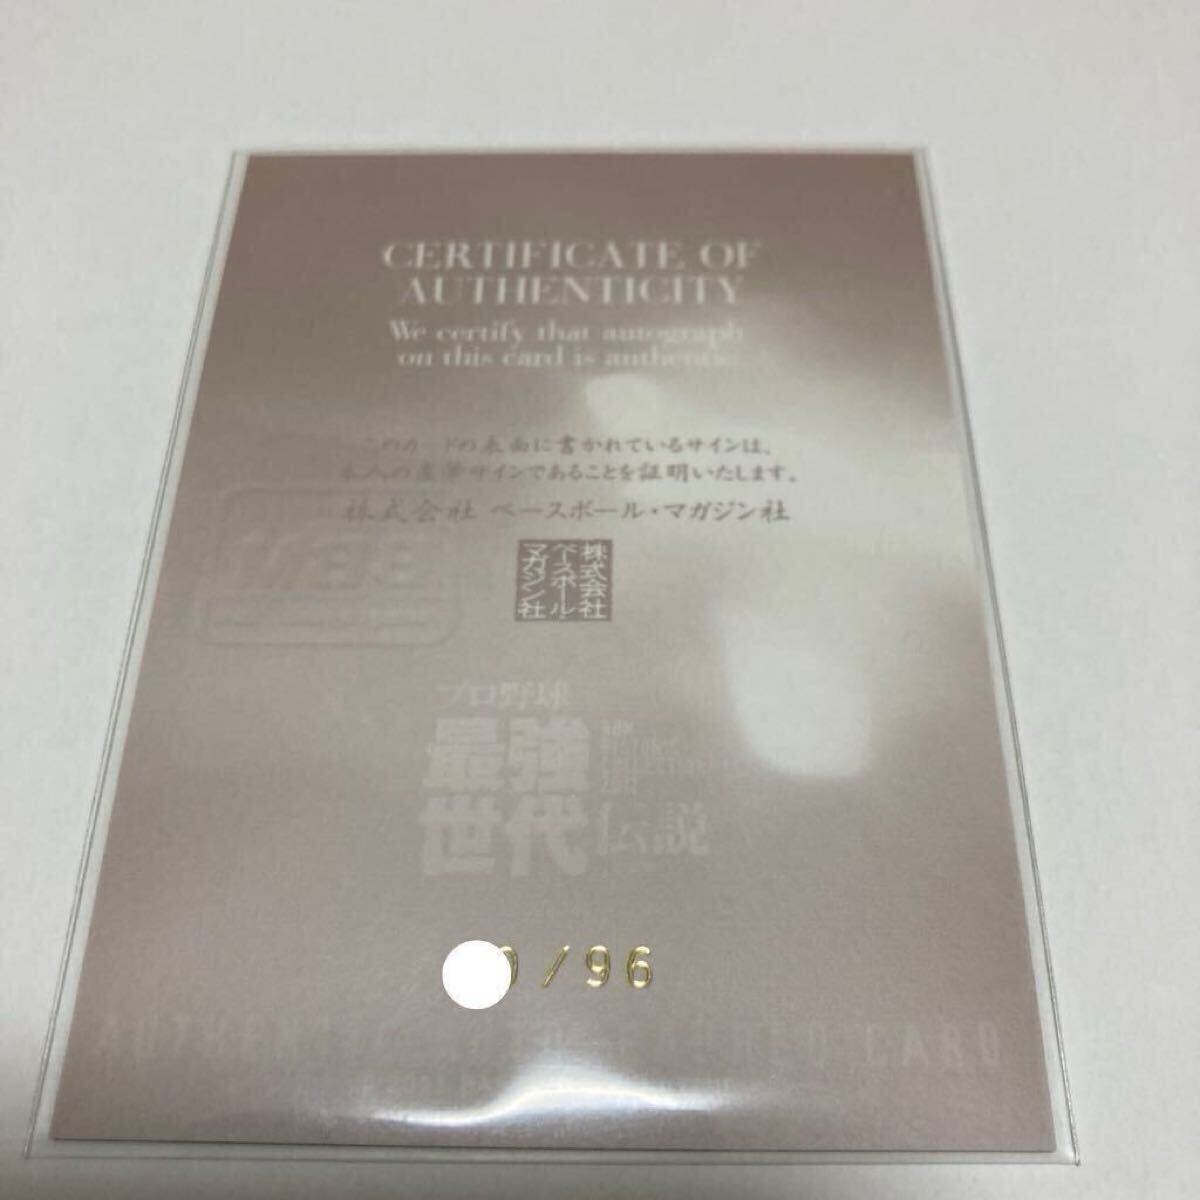 CERTIFICATE OF
AUTHENTICITY
We certify that autograph
on this card is authentic.
このカードの表面に書かれているサインは、
本人の直筆サインであることを証明いたします。
株式会社 ベースボール・マガジン社
株式会社
ベースボール・
マガジン社
BBM
プロ野球
最強
世代
伝説
/96
CARD